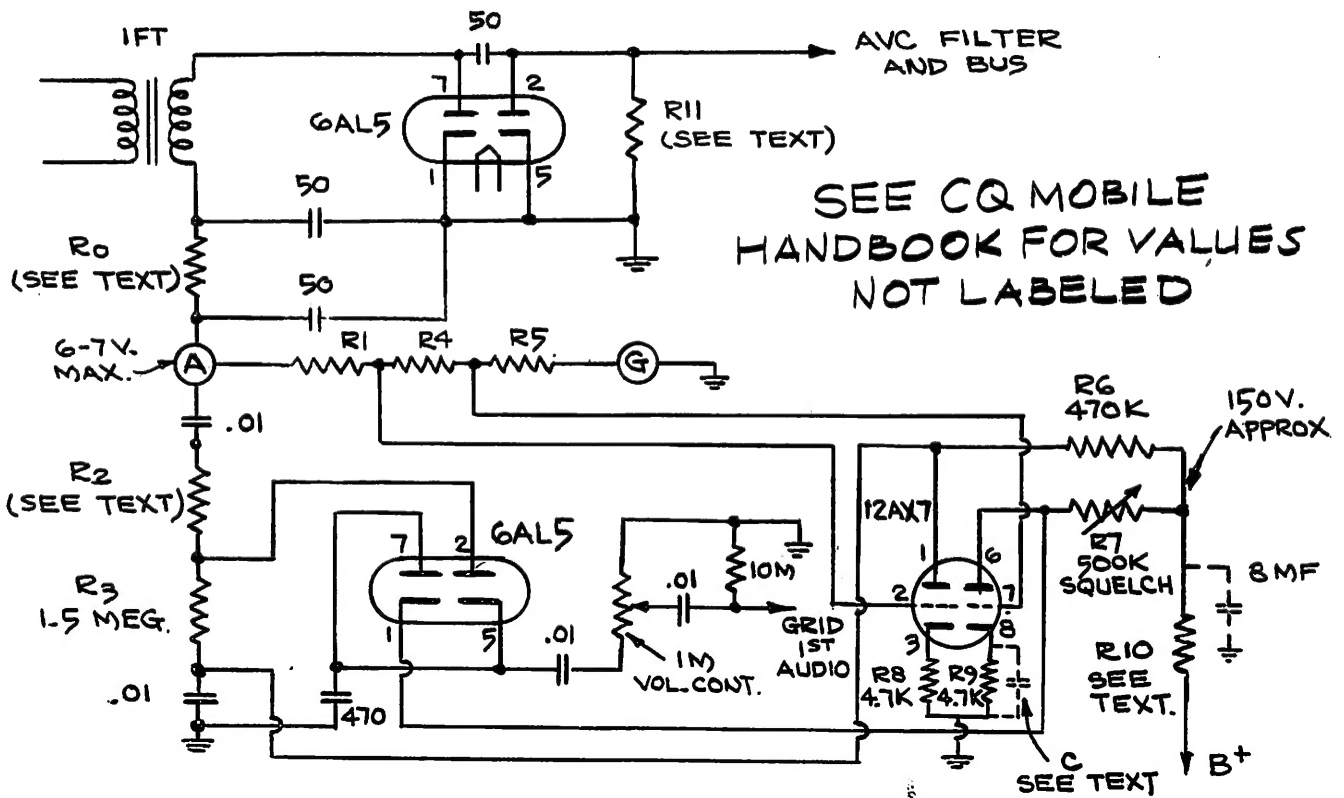 IFT
50
AVC FILTER
AND BUS
7
2
6AL5
R11
(SEE TEXT)
1
5
50
SEE CQ MOBILE
HANDBOOK FOR VALUES
NOT LABELED
R0
(SEE TEXT)
50
6-7V.
MAX.
A
R1
R4
R5
G
.01
R6
470K
150V.
APPROX.
R2
(SEE TEXT)
7
2
6AL5
12AX7
1
6
R7
500K
SQUELCH
8MF
R3
1-5 MEG.
10M
.01
2
7
1
5
GRID
1ST
AUDIO
3
8
.01
1M
VOL-CONT.
R8
4.7K
R9
4.7K
R10
SEE
TEXT.
.01
470
C
SEE TEXT
B+